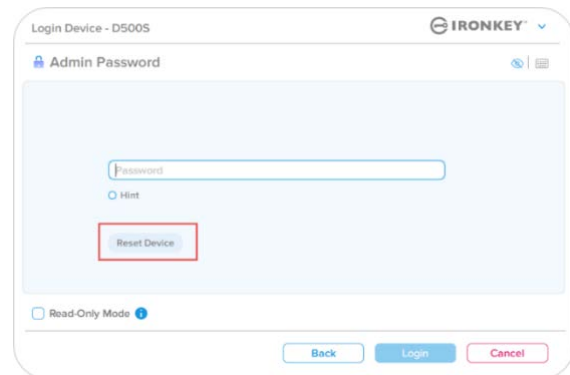 Login Device - D500S
IRONKEY
Admin Password
Password
Hint
Reset Device
Read-Only Mode i
Back Login Cancel